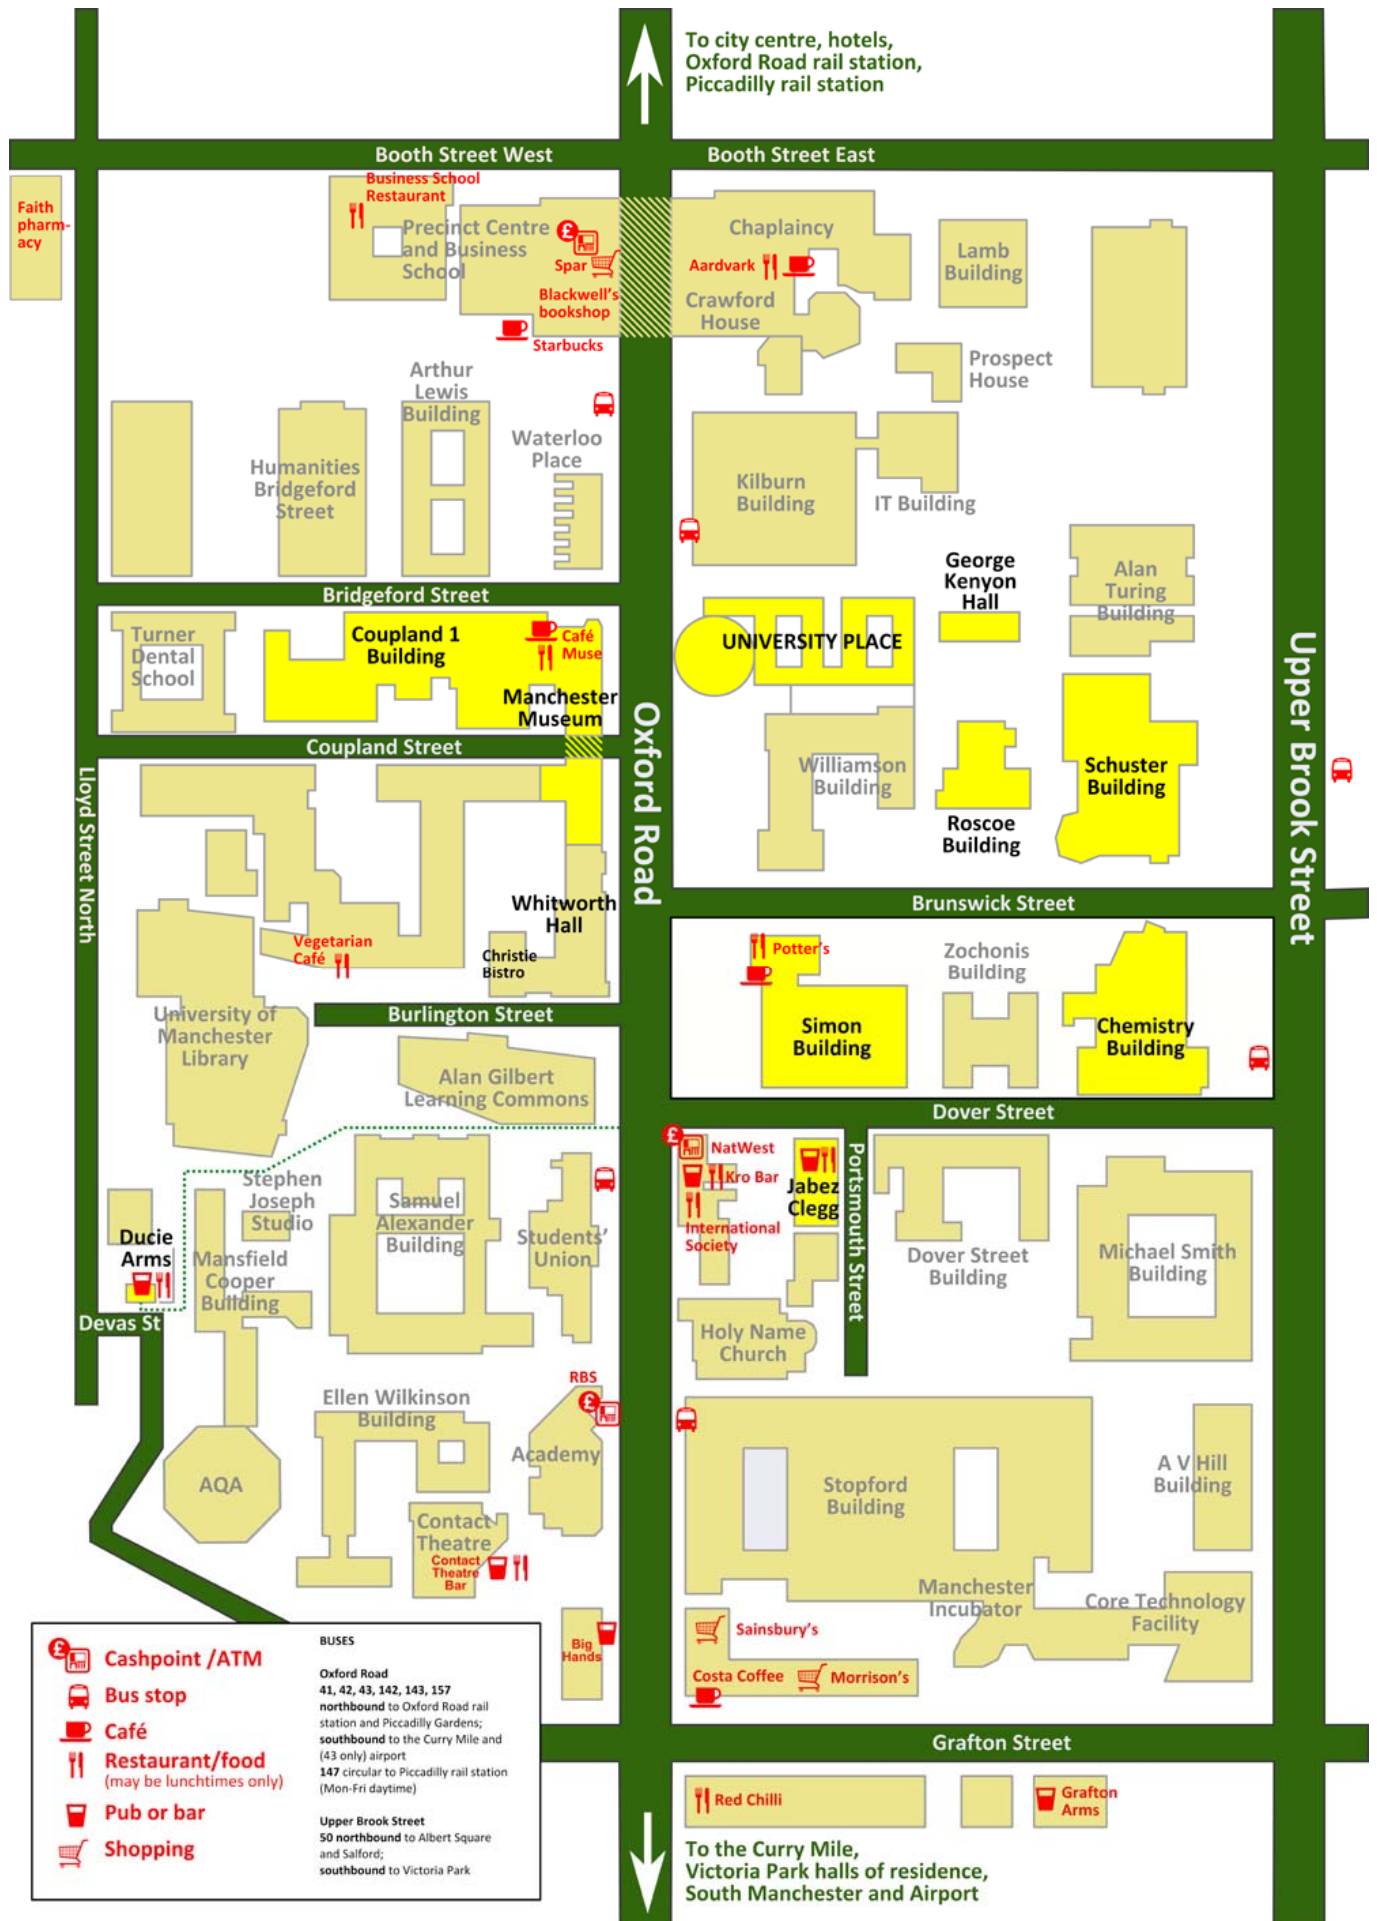 To city centre, hotels,
Oxford Road rail station,
Piccadilly rail station
Booth Street West
Booth Street East
Faith
pharm-
acy
Business School
Restaurant
Precinct Centre
and Business
School
£
Spar
Blackwell's
bookshop
Starbucks
Chaplaincy
Aardvark
Crawford
House
Lamb
Building
Prospect
House
Arthur
Lewis
Building
Waterloo
Place
Humanities
Bridgeford
Street
Kilburn
Building
IT Building
George
Kenyon
Hall
Alan
Turing
Building
Bridgeford Street
Turner
Dental
School
Coupland 1
Building
Café
Muse
Manchester
Museum
UNIVERSITY PLACE
Coupland Street
Oxford Road
Upper Brook Street
Lloyd Street North
Williamson
Building
Roscoe
Building
Schuster
Building
Whitworth
Hall
Christie
Bistro
Vegetarian
Café
Brunswick Street
Potter's
Zochonis
Building
Simon
Building
Chemistry
Building
University of
Manchester
Library
Burlington Street
Alan Gilbert
Learning Commons
Dover Street
£
NatWest
Kro Bar
International
Society
Jabez
Clegg
Portsmouth Street
Dover Street
Building
Michael Smith
Building
Stephen
Joseph
Studio
Samuel
Alexander
Building
Students'
Union
Ducie
Arms
Mansfield
Cooper
Building
Devas St
Holy Name
Church
RBS
£
Ellen Wilkinson
Building
Academy
AQA
Contact
Theatre
Contact
Theatre
Bar
Stopford
Building
A V Hill
Building
Manchester
Incubator
Core Technology
Facility
Big
Hands
Sainsbury's
Costa Coffee
Morrison's
Grafton Street
Red Chilli
Grafton
Arms
To the Curry Mile,
Victoria Park halls of residence,
South Manchester and Airport
£
Cashpoint /ATM
Bus stop
Café
Restaurant/food
(may be lunchtimes only)
Pub or bar
Shopping
BUSES
Oxford Road
41, 42, 43, 142, 143, 157
northbound to Oxford Road rail
station and Piccadilly Gardens;
southbound to the Curry Mile and
(43 only) airport
147 circular to Piccadilly rail station
(Mon-Fri daytime)
Upper Brook Street
50 northbound to Albert Square
and Salford;
southbound to Victoria Park